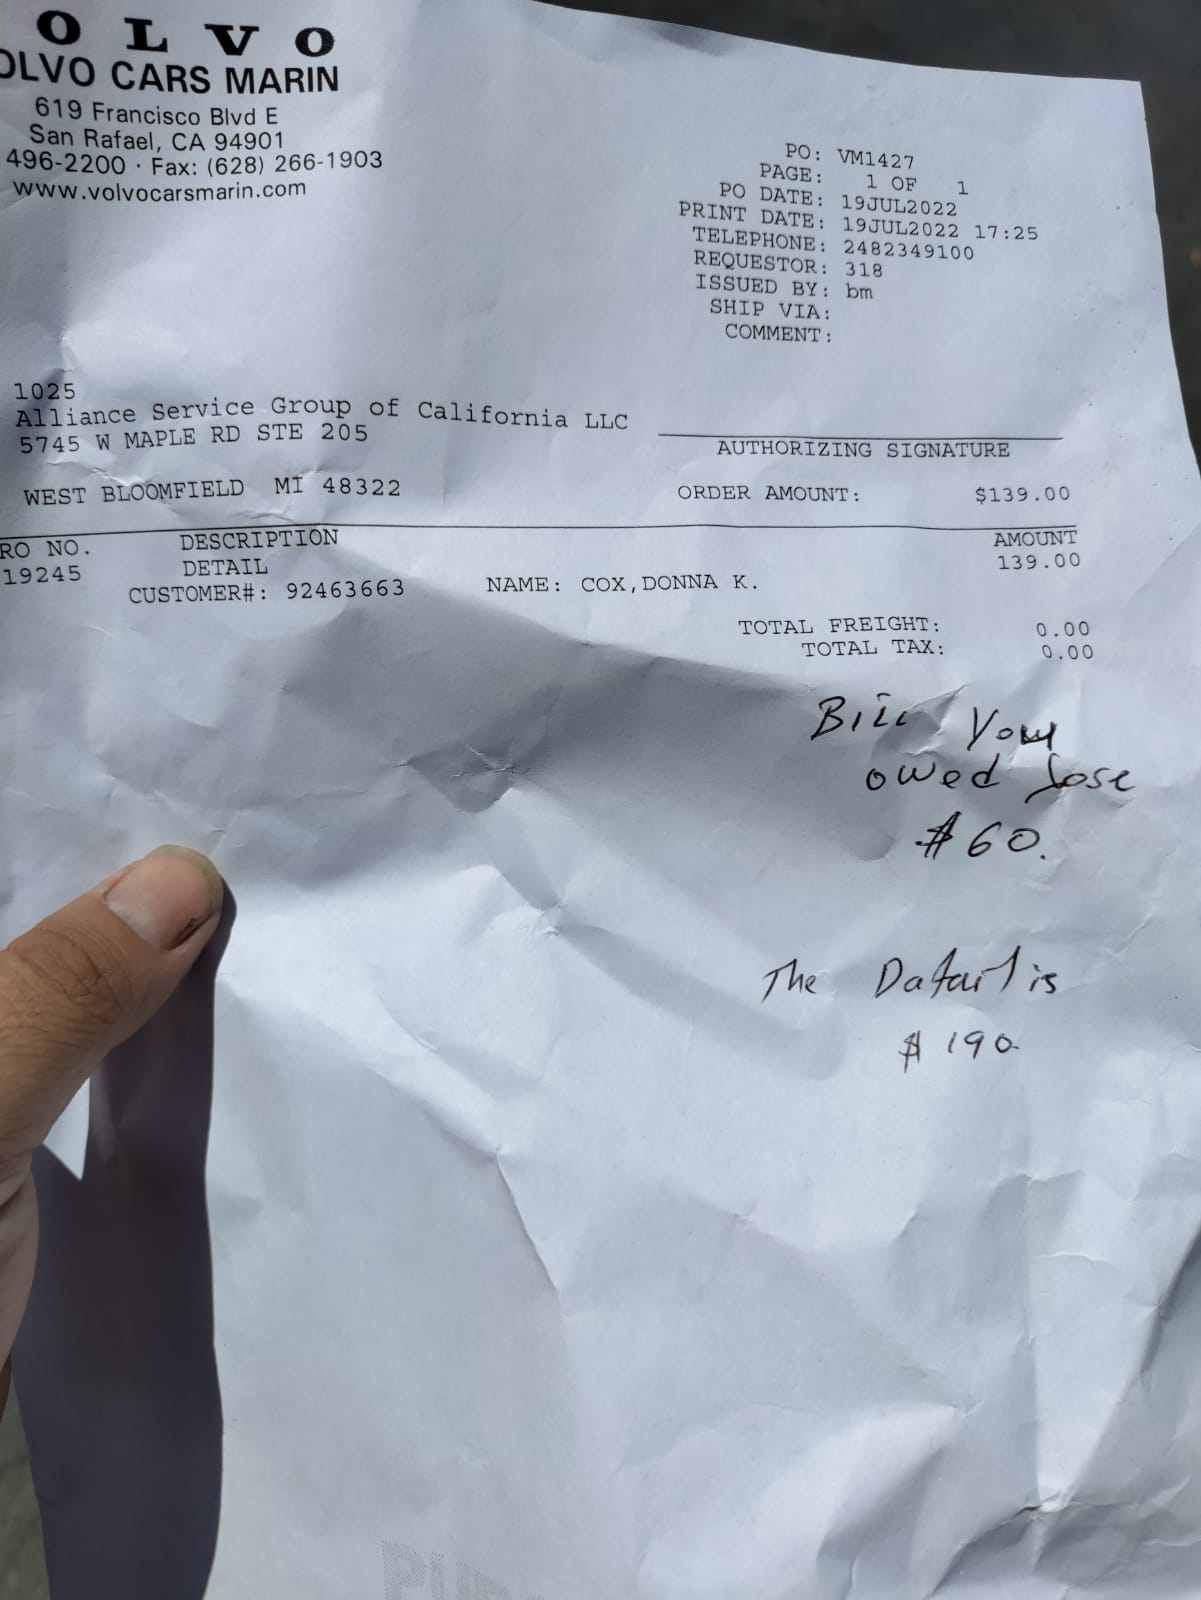 OLVO
OLVO CARS MARIN
619 Francisco Blvd E
San Rafael, CA 94901
496-2200 · Fax: (628) 266-1903
www.volvocarsmarin.com
PO: VM1427
PAGE: 1 OF 1
PO DATE: 19JUL2022
PRINT DATE: 19JUL2022 17:25
TELEPHONE: 2482349100
REQUESTOR: 318
ISSUED BY: bm
SHIP VIA:
COMMENT:
1025
Alliance Service Group of California LLC
5745 W MAPLE RD STE 205
WEST BLOOMFIELD MI 48322
AUTHORIZING SIGNATURE
ORDER AMOUNT: $139.00
RO NO. DESCRIPTION AMOUNT
19245 DETAIL 139.00
CUSTOMER#: 92463663 NAME: COX,DONNA K.
TOTAL FREIGHT: 0.00
TOTAL TAX: 0.00
Bill You
owed Jose
$60.
The Datail is
$190